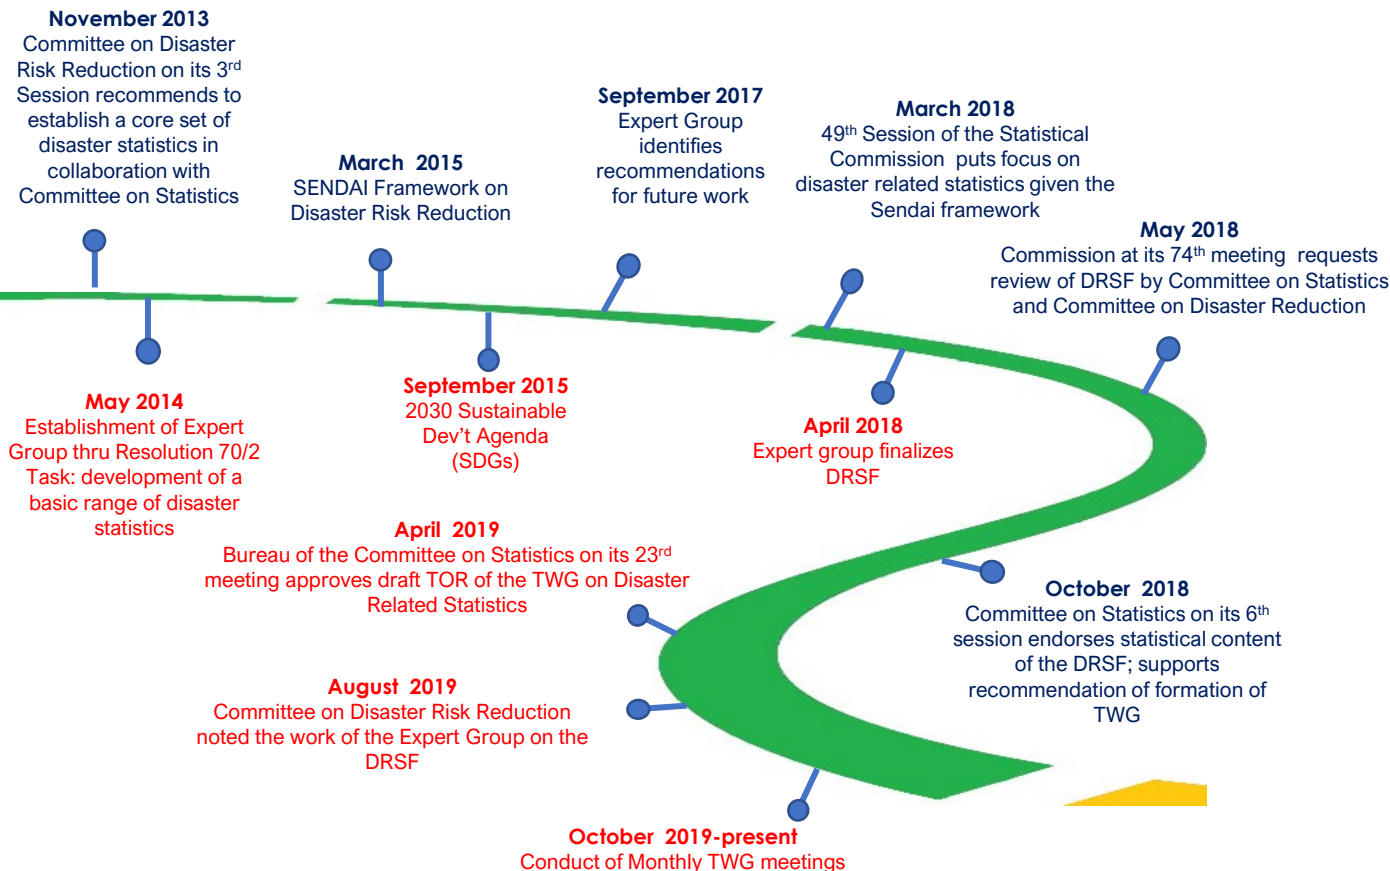 November 2013
Committee on Disaster
Risk Reduction on its 3rd
Session recommends to
establish a core set of
disaster statistics in
collaboration with
Committee on Statistics
May 2014
Establishment of Expert
Group thru Resolution 70/2
Task: development of a
basic range of disaster
statistics
March 2015
SENDAI Framework on
Disaster Risk Reduction
September 2015
2030 Sustainable
Dev’t Agenda
(SDGs)
September 2017
Expert Group
identifies
recommendations
for future work
March 2018
49th Session of the Statistical
Commission puts focus on
disaster related statistics given the
Sendai framework
April 2018
Expert group finalizes
DRSF
May 2018
Commission at its 74th meeting requests
review of DRSF by Committee on Statistics
and Committee on Disaster Reduction
October 2018
Committee on Statistics on its 6th
session endorses statistical content
of the DRSF; supports
recommendation of formation of
TWG
April 2019
Bureau of the Committee on Statistics on its 23rd
meeting approves draft TOR of the TWG on Disaster
Related Statistics
August 2019
Committee on Disaster Risk Reduction
noted the work of the Expert Group on the
DRSF
October 2019-present
Conduct of Monthly TWG meetings